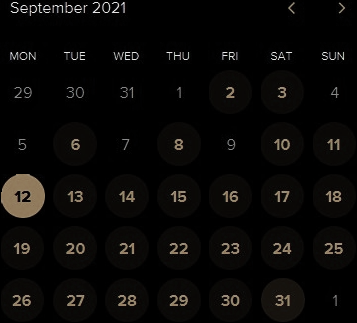 September 2021
MON TUE WED THU FRI SAT SUN
29 30 31 1 2 3 4
5 6 7 8 9 10 11
12 13 14 15 16 17 18
19 20 21 22 23 24 25
26 27 28 29 30 31 1